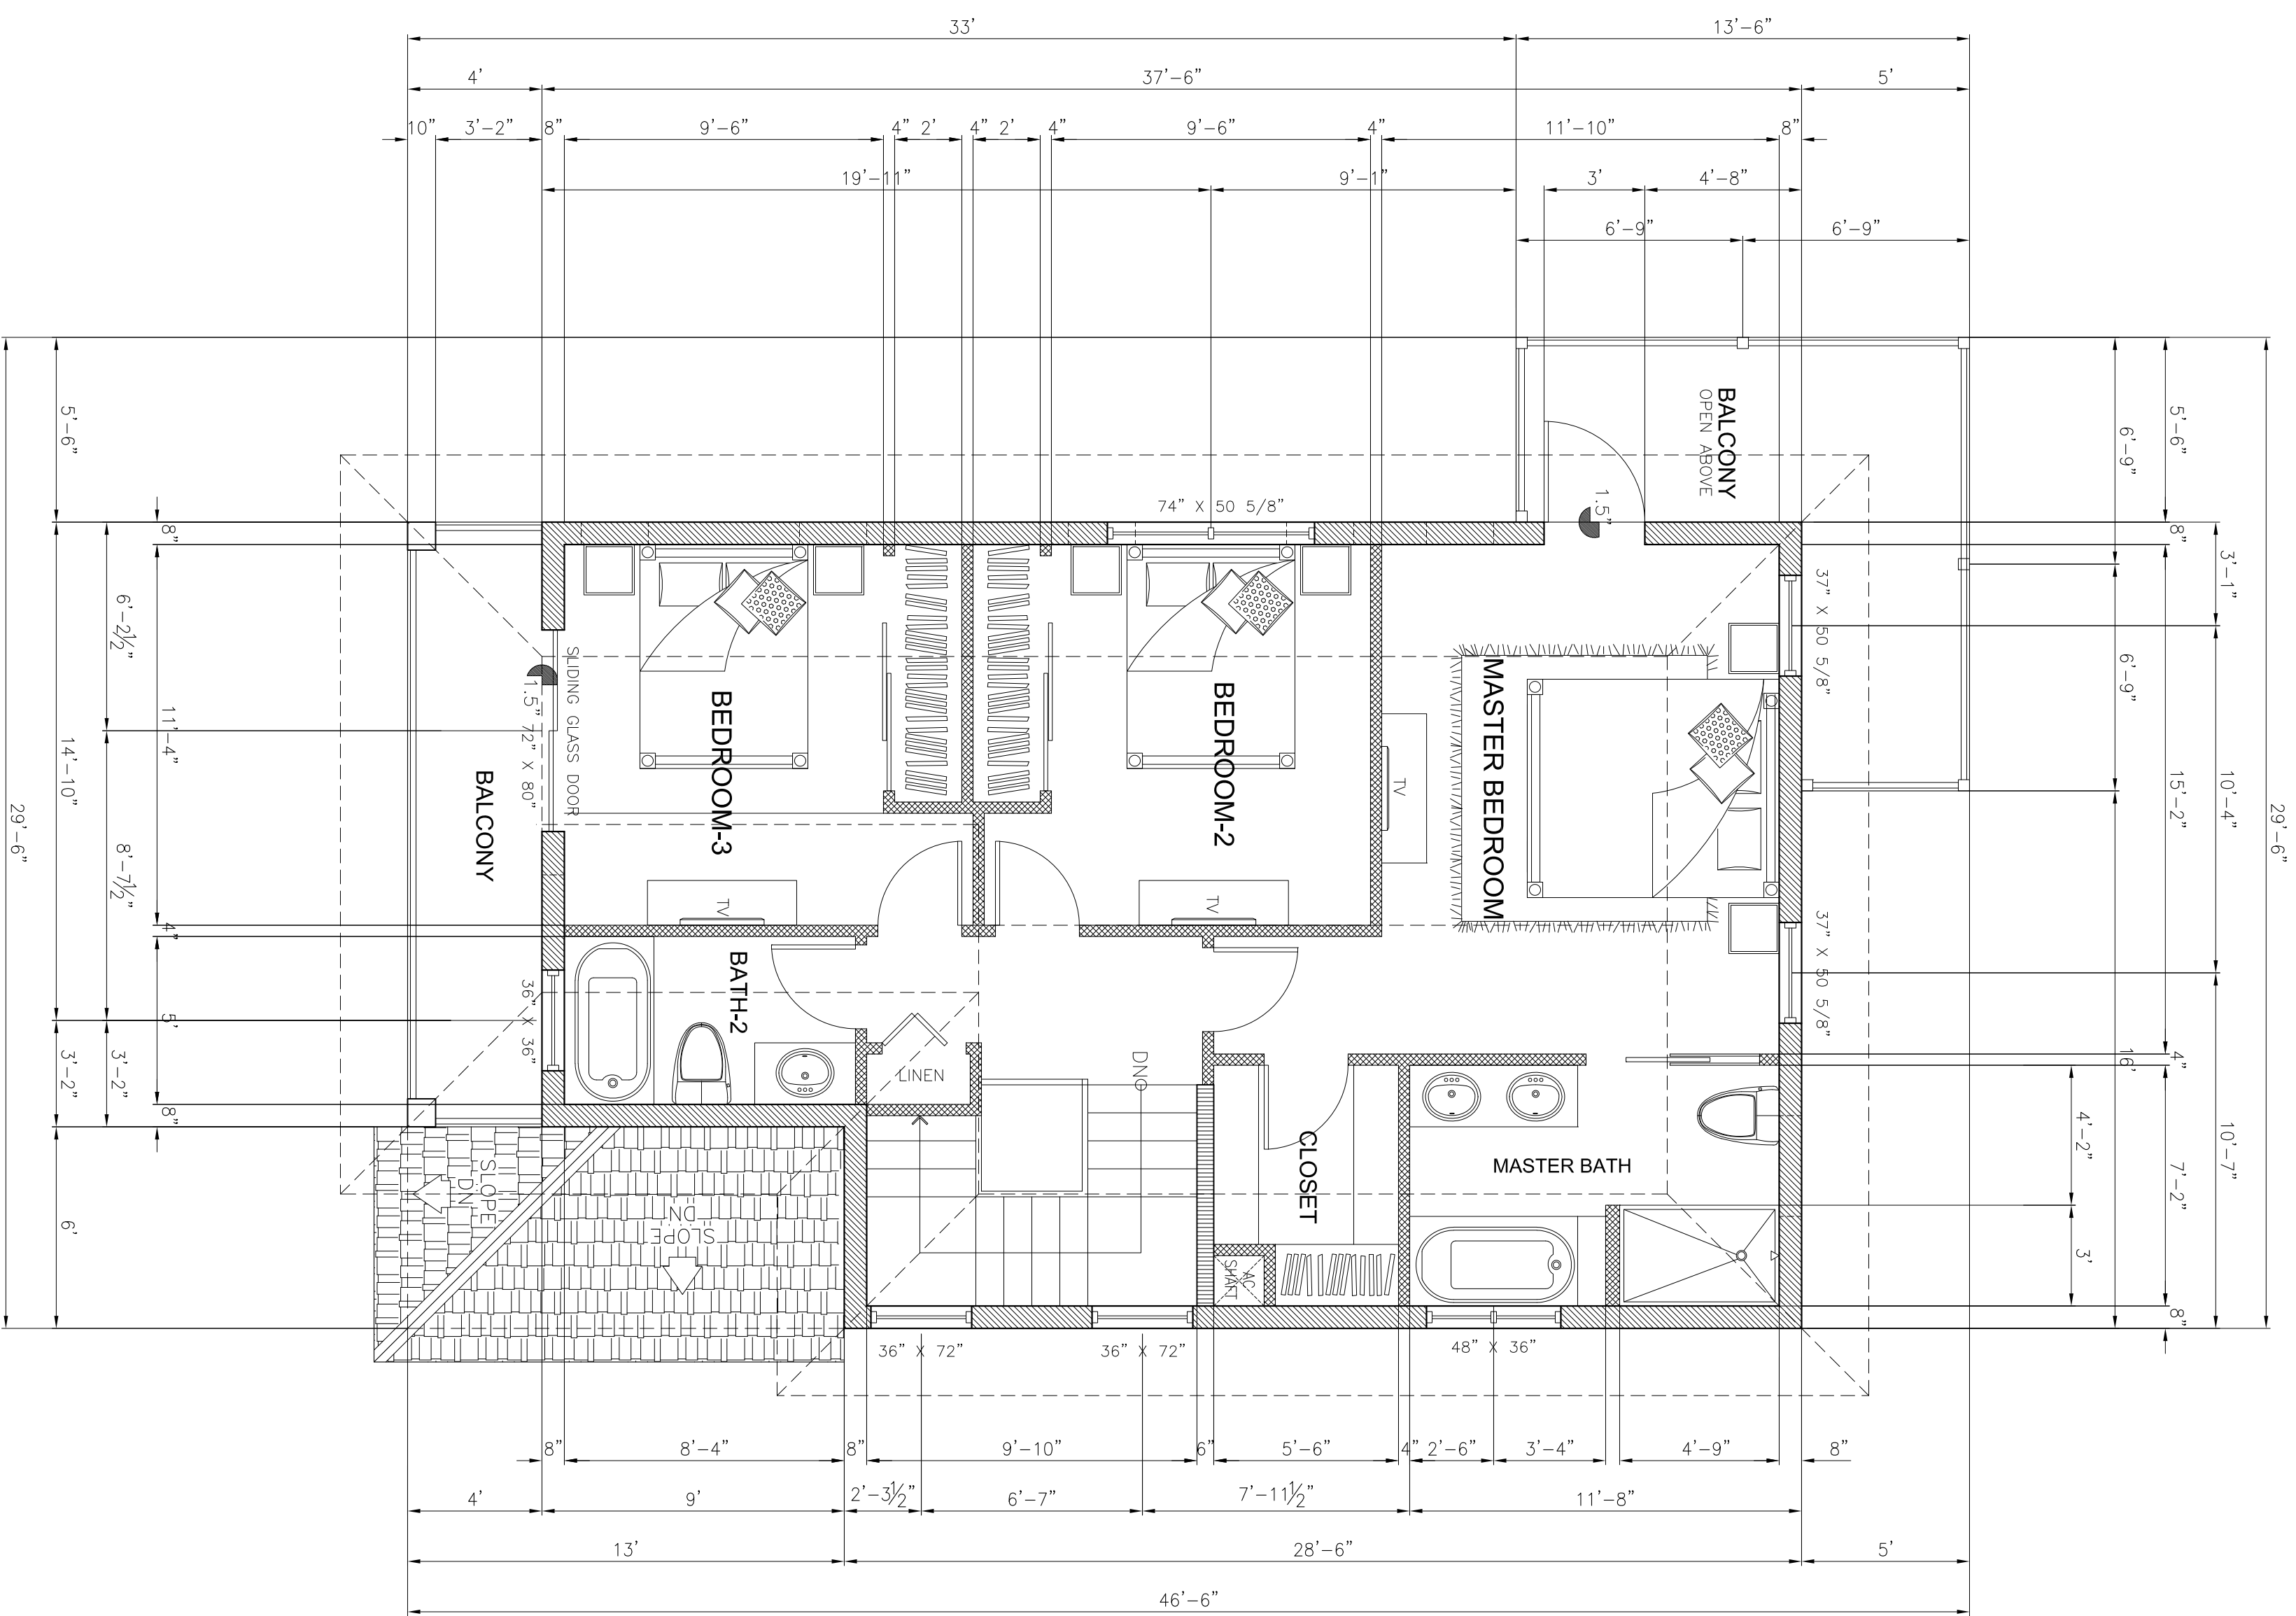 33'
13'-6"
4'
37'-6"
5'
10"
3'-2"
8"
9'-6"
4"
2'
4"
2'
4"
9'-6"
4"
11'-10"
8"
19'-11"
9'-1"
3'
4'-8"
6'-9"
6'-9"
29'-6"
5'-6"
14'-10"
3'-2"
6'
6'-2½"
8'-7½"
3'-2"
8"
11'-4"
4"
5'
8"
BALCONY
OPEN ABOVE
1.5"
74" X 50 5/8"
37" X 50 5/8"
37" X 50 5/8"
SLIDING GLASS DOOR
72" X 80"
1.5"
36" X 36"
BALCONY
BEDROOM-3
BEDROOM-2
MASTER BEDROOM
TV
TV
TV
BATH-2
LINEN
DN
CLOSET
AC
SHAFT
MASTER BATH
SLOPE
DN
SLOPE
DN
36" X 72"
36" X 72"
48" X 36"
6'-9"
6'-9"
16'
5'-6"
8"
15'-2"
4"
7'-2"
8"
3'-1"
10'-4"
10'-7"
4'-2"
3'
29'-6"
8"
8'-4"
8"
9'-10"
6"
5'-6"
4"
2'-6"
3'-4"
4'-9"
8"
4'
9'
2'-3½"
6'-7"
7'-11½"
11'-8"
13'
28'-6"
5'
46'-6"